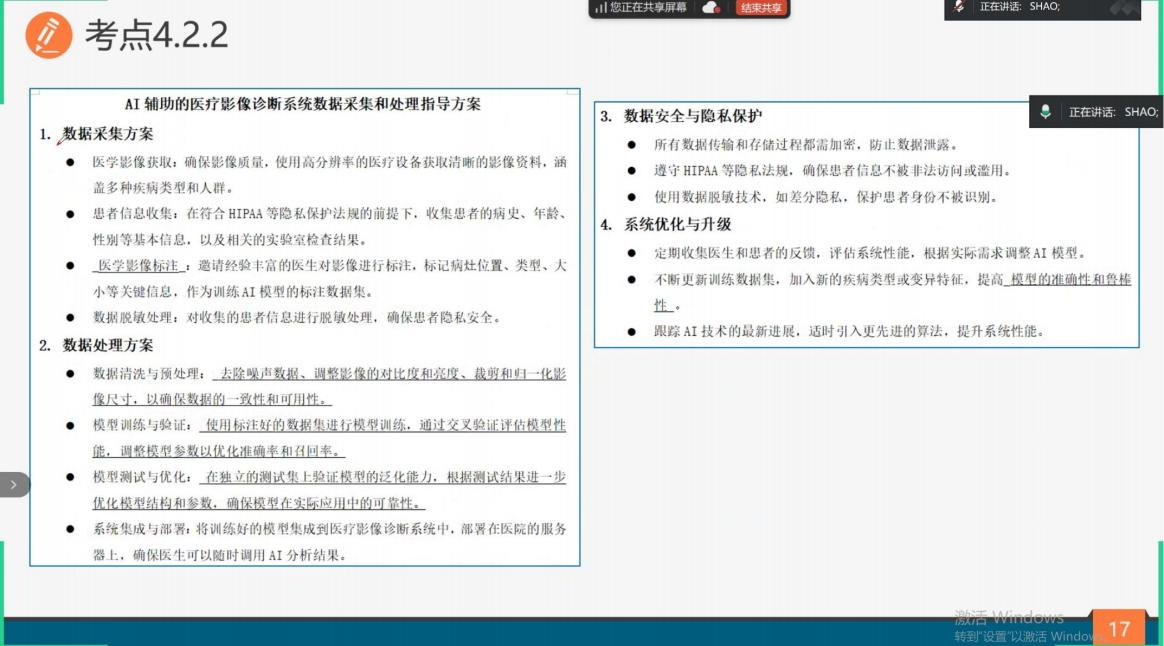 您正在共享屏幕
结束共享
正在讲话: SHAO;
考点4.2.2
正在讲话: SHAO;
AI 辅助的医疗影像诊断系统数据采集和处理指导方案
1. 数据采集方案
● 医学影像获取：确保影像质量，使用高分辨率的医疗设备获取清晰的影像资料，涵
盖多种疾病类型和人群。
● 患者信息收集：在符合 HIPAA 等隐私保护法规的前提下，收集患者的病史、年龄、
性别等基本信息，以及相关的实验室检查结果。
● 医学影像标注：邀请经验丰富的医生对影像进行标注，标记病灶位置、类型、大
小等关键信息，作为训练 AI 模型的标注数据集。
● 数据脱敏处理：对收集的患者信息进行脱敏处理，确保患者隐私安全。
2. 数据处理方案
● 数据清洗与预处理：去除噪声数据、调整影像的对比度和亮度、裁剪和归一化影
像尺寸，以确保数据的一致性和可用性。
● 模型训练与验证：使用标注好的数据集进行模型训练，通过交叉验证评估模型性
能，调整模型参数以优化准确率和召回率。
● 模型测试与优化：在独立的测试集上验证模型的泛化能力，根据测试结果进一步
优化模型结构和参数，确保模型在实际应用中的可靠性。
● 系统集成与部署：将训练好的模型集成到医疗影像诊断系统中，部署在医院的服务
器上，确保医生可以随时调用 AI 分析结果。
3. 数据安全与隐私保护
● 所有数据传输和存储过程都需加密，防止数据泄露。
● 遵守 HIPAA 等隐私法规，确保患者信息不被非法访问或滥用。
● 使用数据脱敏技术，如差分隐私，保护患者身份不被识别。
4. 系统优化与升级
● 定期收集医生和患者的反馈，评估系统性能，根据实际需求调整 AI 模型。
● 不断更新训练数据集，加入新的疾病类型或变异特征，提高 模型的准确性和鲁棒
性 。
● 跟踪 AI 技术的最新进展，适时引入更先进的算法，提升系统性能。
激活 Windows
转到"设置"以激活 Windows
17